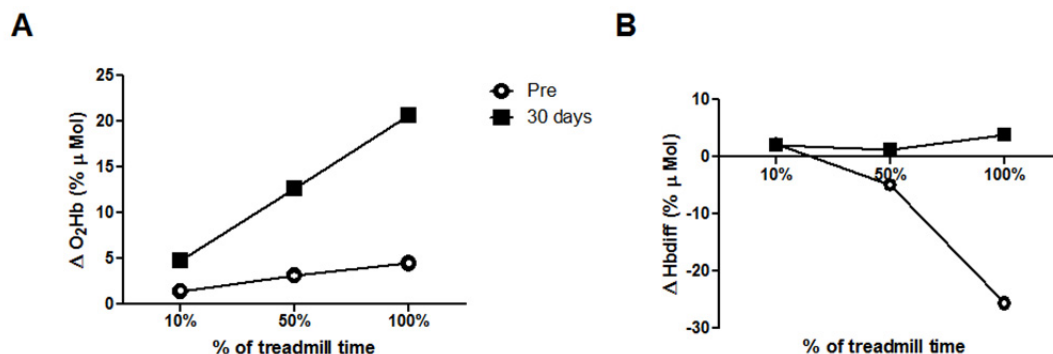 A
B
Δ O₂Hb (% μ Mol)
25
20
15
10
5
0
10%
50%
100%
% of treadmill time
Pre
30 days
Δ Hbdiff (% μ Mol)
10
0
-10
-20
-30
10%
50%
100%
% of treadmill time